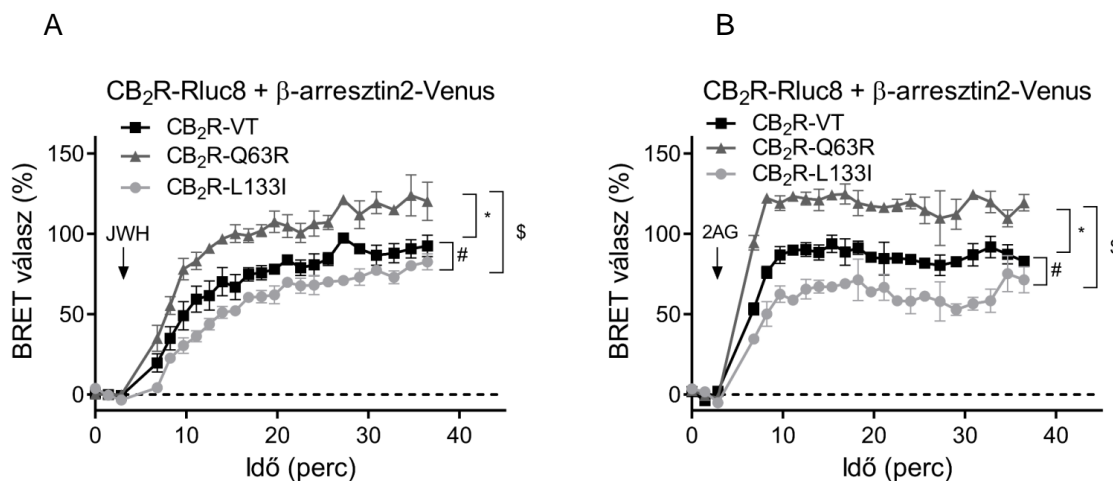 A
B
CB₂R-Rluc8 + β-arresztin2-Venus
CB₂R-VT
CB₂R-Q63R
CB₂R-L133I
BRET válasz (%)
150
100
50
0
JWH
*
#
$
0
10
20
30
40
Idő (perc)
CB₂R-Rluc8 + β-arresztin2-Venus
CB₂R-VT
CB₂R-Q63R
CB₂R-L133I
BRET válasz (%)
150
100
50
0
2AG
*
#
$
0
10
20
30
40
Idő (perc)